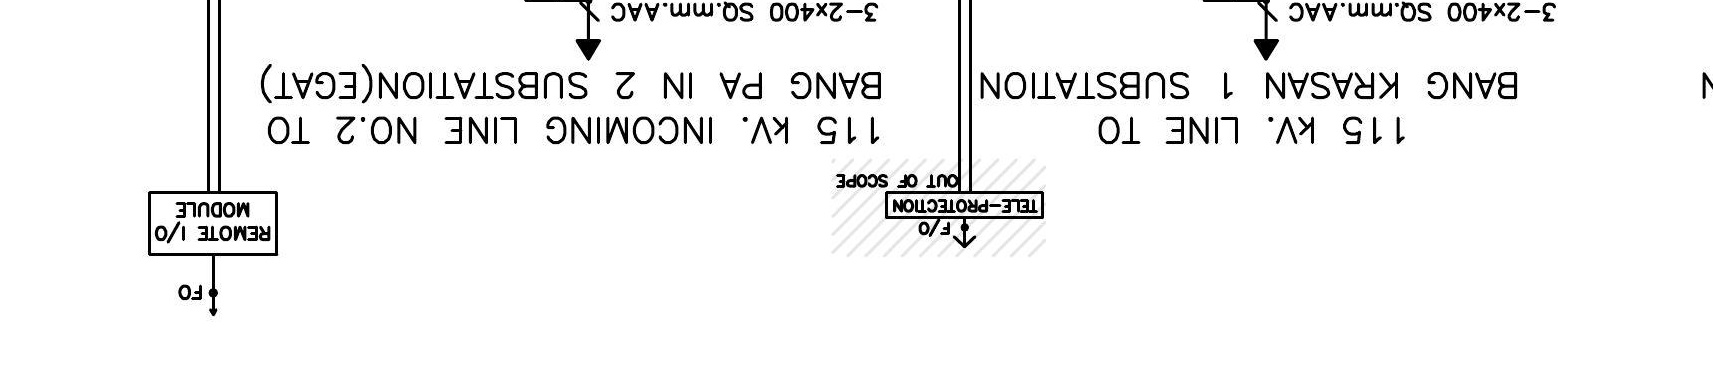 FO
REMOTE I/O
MODULE
F/O
TELE-PROTECTION
OUT OF SCOPE
115 kV. LINE TO
BANG KRASAN 1 SUBSTATION
3-2x400 SQ.mm.AAC
115 kV. INCOMING LINE NO.2 TO
BANG PA IN 2 SUBSTATION(EGAT)
3-2x400 SQ.mm.AAC